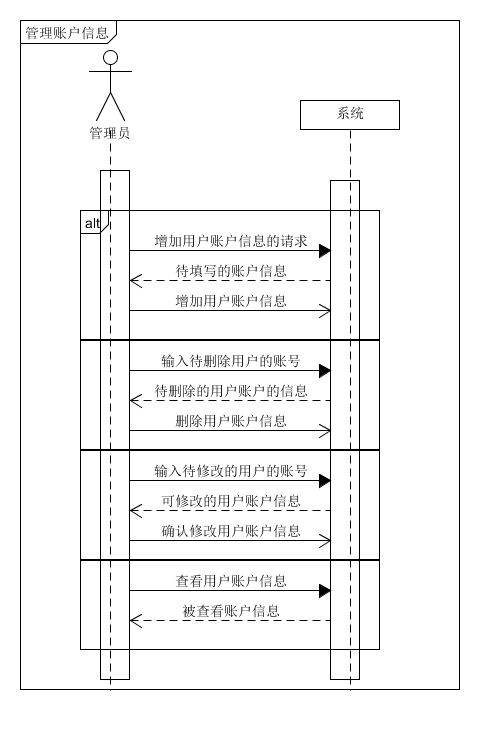 管理账户信息
管理员
系统
alt
增加用户账户信息的请求
待填写的账户信息
增加用户账户信息
输入待删除用户的账号
待删除的用户账户的信息
删除用户账户信息
输入待修改的用户的账号
可修改的用户账户信息
确认修改用户账户信息
查看用户账户信息
被查看账户信息